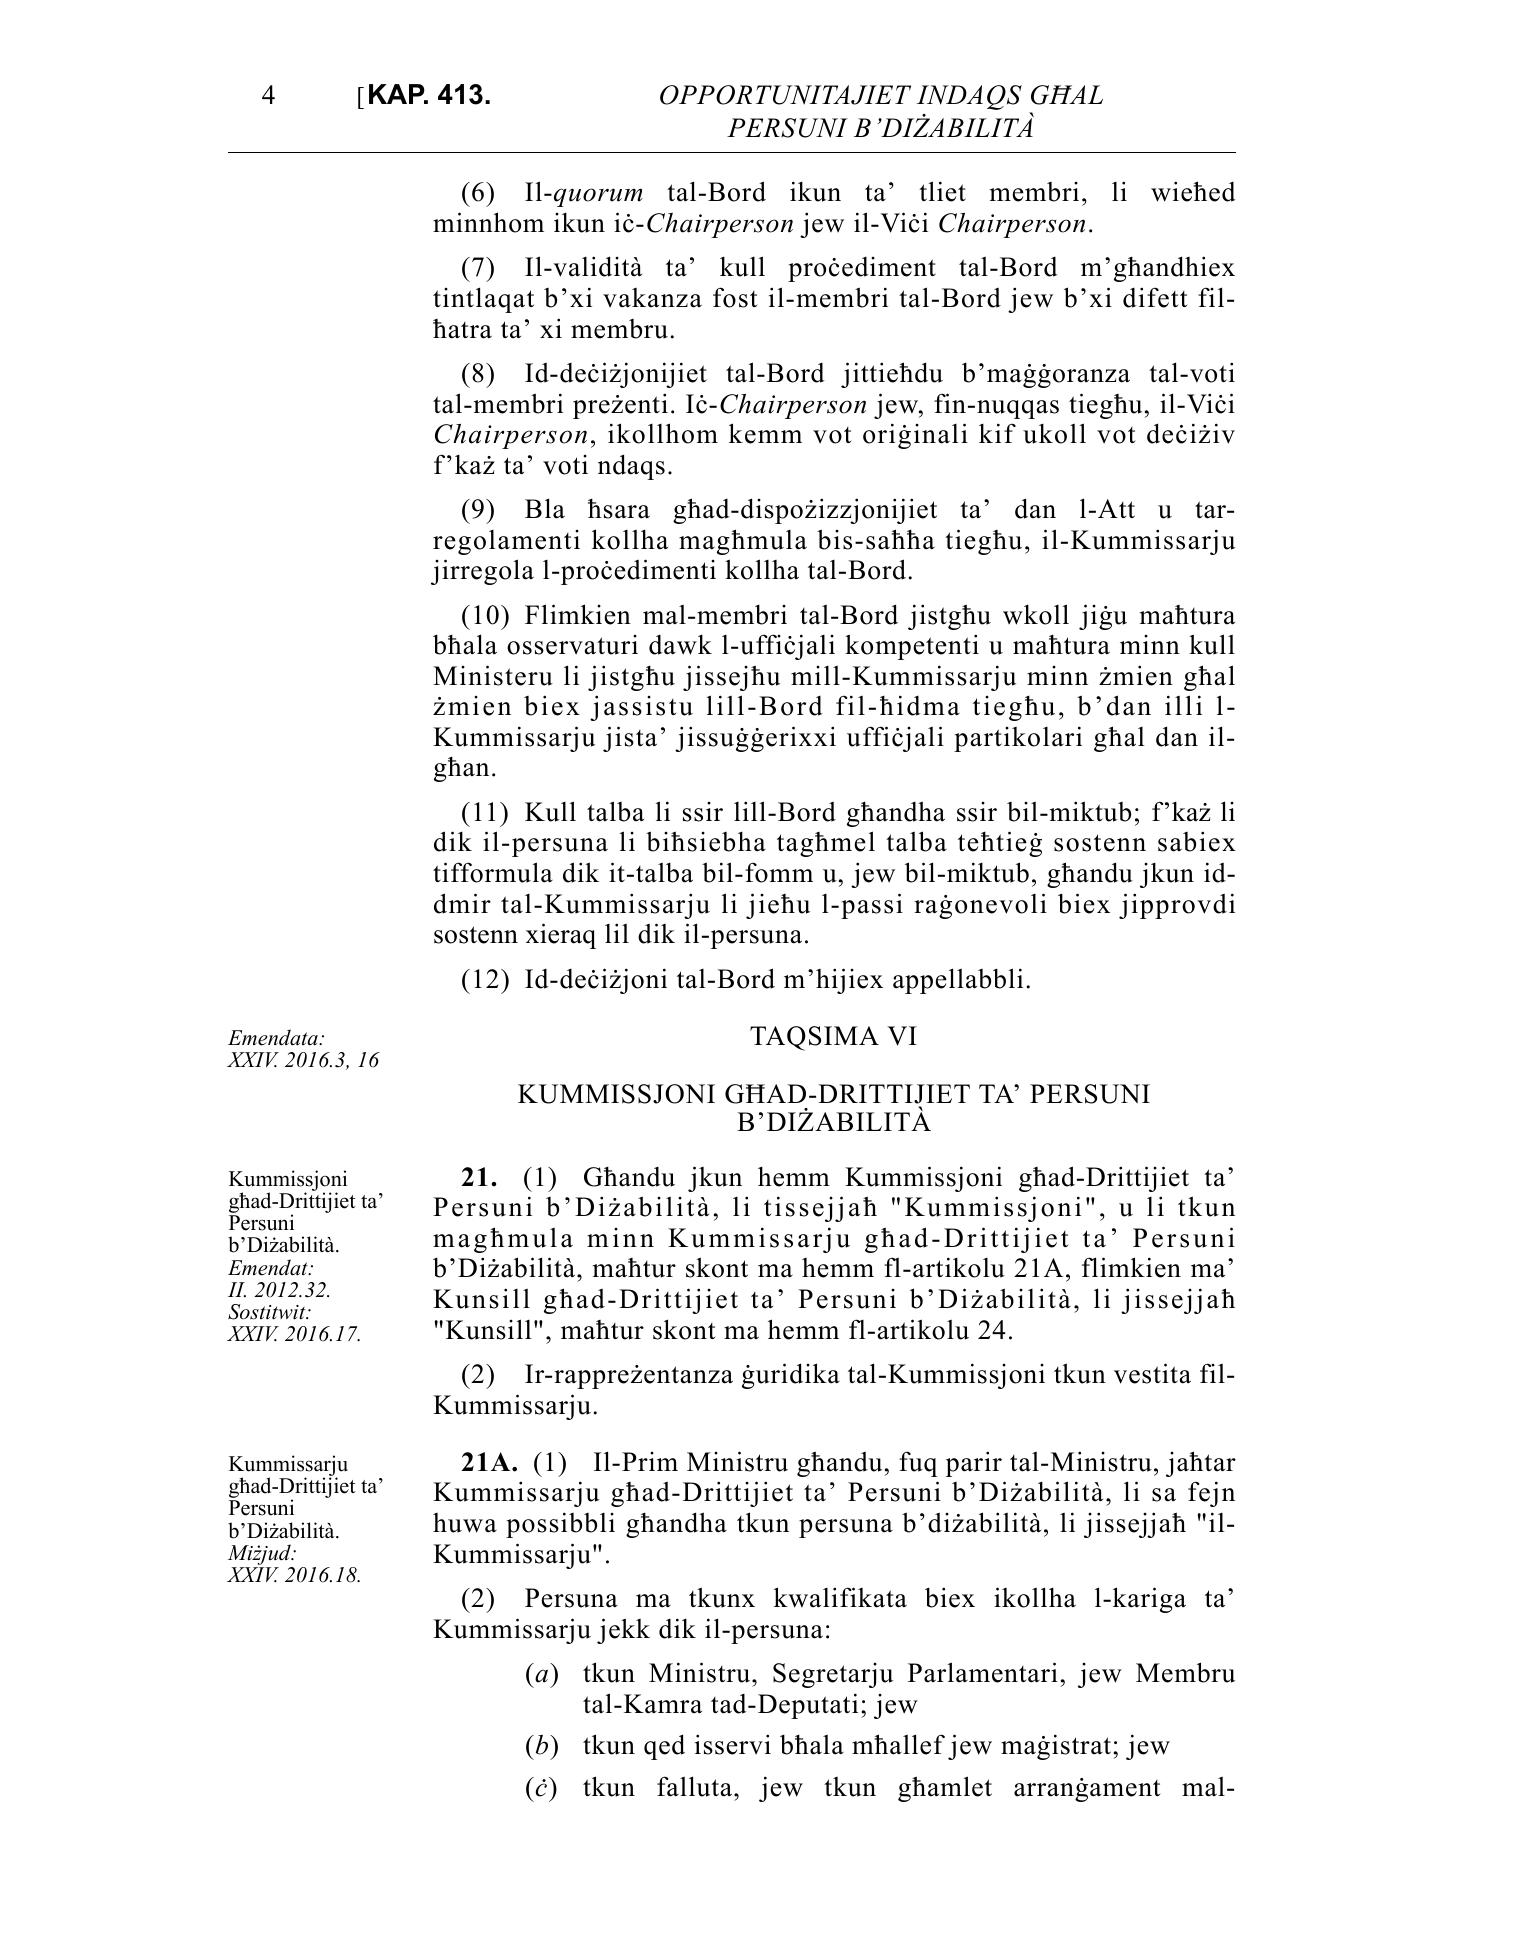 4 [KAP. 413. OPPORTUNITAJIET INDAQS GĦAL
PERSUNI B’DIŻABILITÀ
(6) Il-quorum tal-Bord ikun ta’ tliet membri, li wieħed
minnhom ikun iċ-Chairperson jew il-Viċi Chairperson.
(7) Il-validità ta’ kull proċediment tal-Bord m’għandhiex
tintlaqat b’xi vakanza fost il-membri tal-Bord jew b’xi difett fil-
ħatra ta’ xi membru.
(8) Id-deċiżjonijiet tal-Bord jittieħdu b’maġġoranza tal-voti
tal-membri preżenti. Iċ-Chairperson jew, fin-nuqqas tiegħu, il-Viċi
Chairperson, ikollhom kemm vot oriġinali kif ukoll vot deċiżiv
f’każ ta’ voti ndaqs.
(9) Bla ħsara għad-dispożizzjonijiet ta’ dan l-Att u tar-
regolamenti kollha magħmula bis-saħħa tiegħu, il-Kummissarju
jirregola l-proċedimenti kollha tal-Bord.
(10) Flimkien mal-membri tal-Bord jistgħu wkoll jiġu maħtura
bħala osservaturi dawk l-uffiċjali kompetenti u maħtura minn kull
Ministeru li jistgħu jissejħu mill-Kummissarju minn żmien għal
żmien biex jassistu lill-Bord fil-ħidma tiegħu, b’dan illi l-
Kummissarju jista’ jissuġġerixxi uffiċjali partikolari għal dan il-
għan.
(11) Kull talba li ssir lill-Bord għandha ssir bil-miktub; f’każ li
dik il-persuna li biħsiebha tagħmel talba teħtieġ sostenn sabiex
tifformula dik it-talba bil-fomm u, jew bil-miktub, għandu jkun id-
dmir tal-Kummissarju li jieħu l-passi raġonevoli biex jipprovdi
sostenn xieraq lil dik il-persuna.
(12) Id-deċiżjoni tal-Bord m’hijiex appellabbli.
Emendata:
XXIV. 2016.3, 16
TAQSIMA VI
KUMMISSJONI GĦAD-DRITTIJIET TA’ PERSUNI
B’DIŻABILITÀ
Kummissjoni
għad-Drittijiet ta’
Persuni
b’Diżabilità.
Emendat:
II. 2012.32.
Sostitwit:
XXIV. 2016.17.
21. (1) Għandu jkun hemm Kummissjoni għad-Drittijiet ta’
Persuni b’Diżabilità, li tissejjaħ "Kummissjoni", u li tkun
magħmula minn Kummissarju għad-Drittijiet ta’ Persuni
b’Diżabilità, maħtur skont ma hemm fl-artikolu 21A, flimkien ma’
Kunsill għad-Drittijiet ta’ Persuni b’Diżabilità, li jissejjaħ
"Kunsill", maħtur skont ma hemm fl-artikolu 24.
(2) Ir-rappreżentanza ġuridika tal-Kummissjoni tkun vestita fil-
Kummissarju.
Kummissarju
għad-Drittijiet ta’
Persuni
b’Diżabilità.
Miżjud:
XXIV. 2016.18.
21A. (1) Il-Prim Ministru għandu, fuq parir tal-Ministru, jaħtar
Kummissarju għad-Drittijiet ta’ Persuni b’Diżabilità, li sa fejn
huwa possibbli għandha tkun persuna b’diżabilità, li jissejjaħ "il-
Kummissarju".
(2) Persuna ma tkunx kwalifikata biex ikollha l-kariga ta’
Kummissarju jekk dik il-persuna:
(a) tkun Ministru, Segretarju Parlamentari, jew Membru
tal-Kamra tad-Deputati; jew
(b) tkun qed isservi bħala mħallef jew maġistrat; jew
(ċ) tkun falluta, jew tkun għamlet arranġament mal-